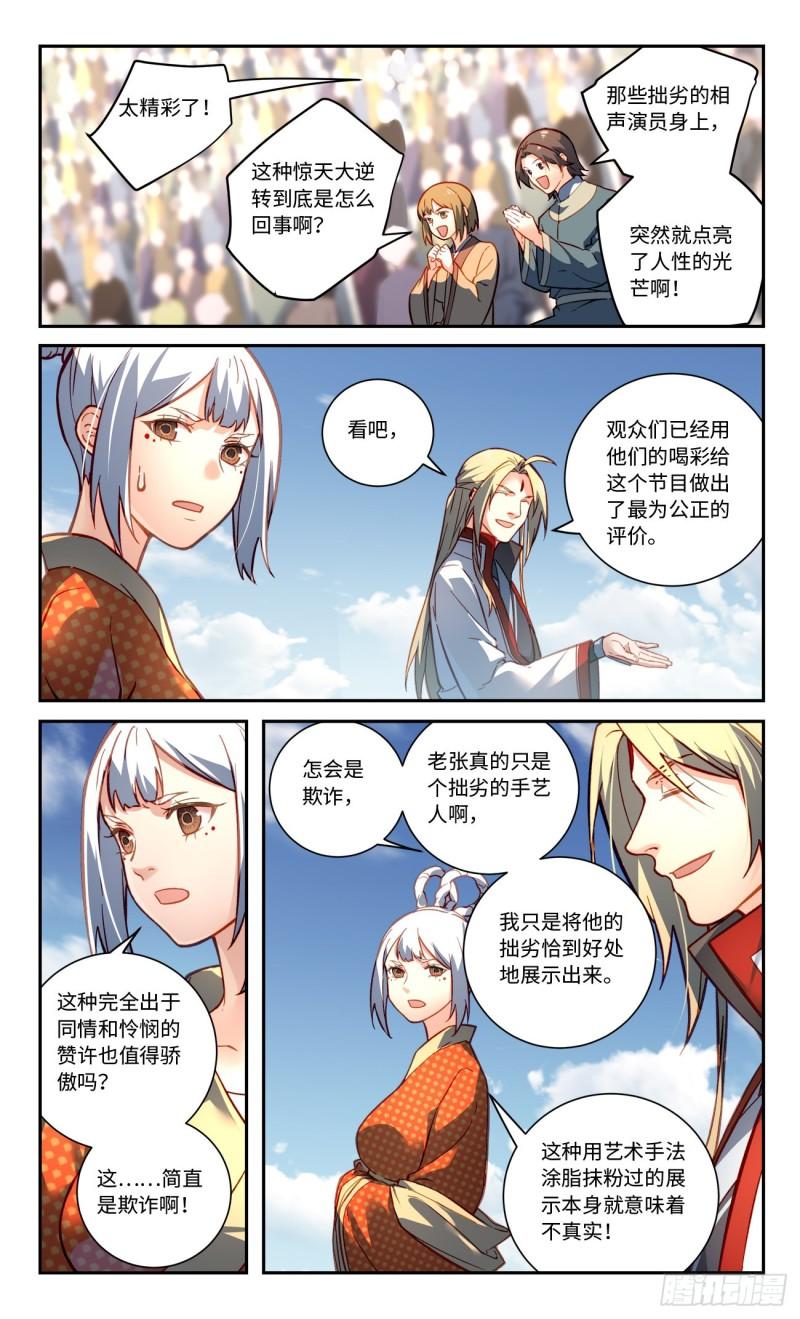 太精彩了！
这种惊天大逆
转到底是怎么
回事啊？
那些拙劣的相
声演员身上，
突然就点亮
了人性的光
芒啊！
看吧，
观众们已经用
他们的喝彩给
这个节目做出
了最为公正的
评价。
这种完全出于
同情和怜悯的
赞许也值得骄
傲吗？
这……简直
是欺诈啊！
怎会是
欺诈，
老张真的只是
个拙劣的手艺
人啊，
我只是将他的
拙劣恰到好处
地展示出来。
这种用艺术手法
涂脂抹粉过的展
示本身就意味着
不真实！
腾讯动漫